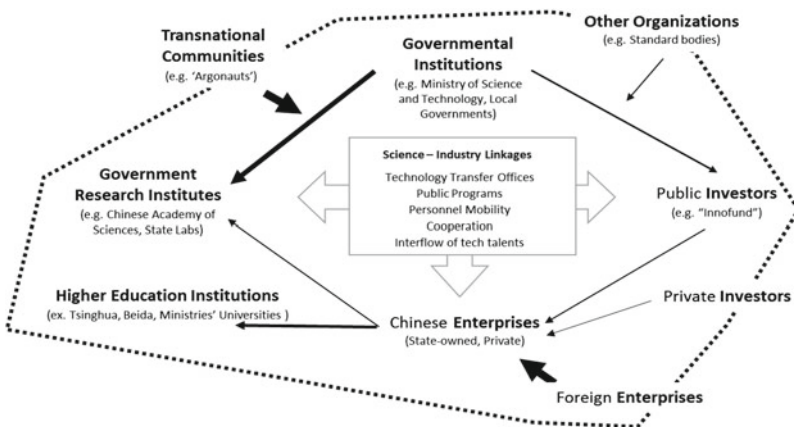 Transnational
Communities
(e.g. ‘Argonauts’)
Governmental
Institutions
(e.g. Ministry of Science
and Technology, Local
Governments)
Other Organizations
(e.g. Standard bodies)
Government
Research Institutes
(e.g. Chinese Academy of
Sciences, State Labs)
Science – Industry Linkages
Technology Transfer Offices
Public Programs
Personnel Mobility
Cooperation
Interflow of tech talents
Public Investors
(e.g. “Innofund”)
Higher Education Institutions
(ex. Tsinghua, Beida, Ministries’ Universities )
Chinese Enterprises
(State-owned, Private)
Private Investors
Foreign Enterprises